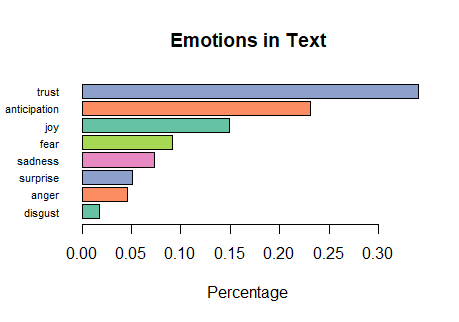 Emotions in Text
trust
anticipation
joy
fear
sadness
surprise
anger
disgust
0.00 0.05 0.10 0.15 0.20 0.25 0.30
Percentage